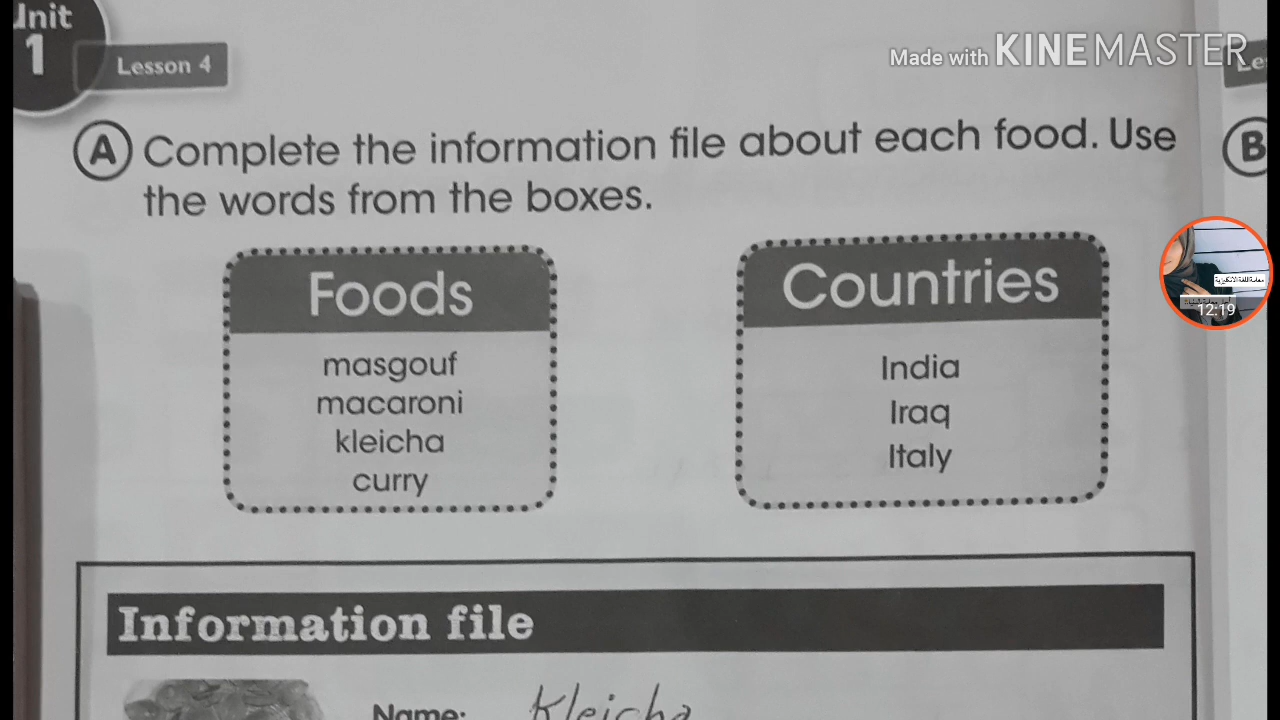 Unit
1
Lesson 4
Made with KINEMASTER
A Complete the information file about each food. Use
the words from the boxes.
B
Foods
masgouf
macaroni
kleicha
curry
Countries
India
Iraq
Italy
12:19
Information file
Name: Kleicha